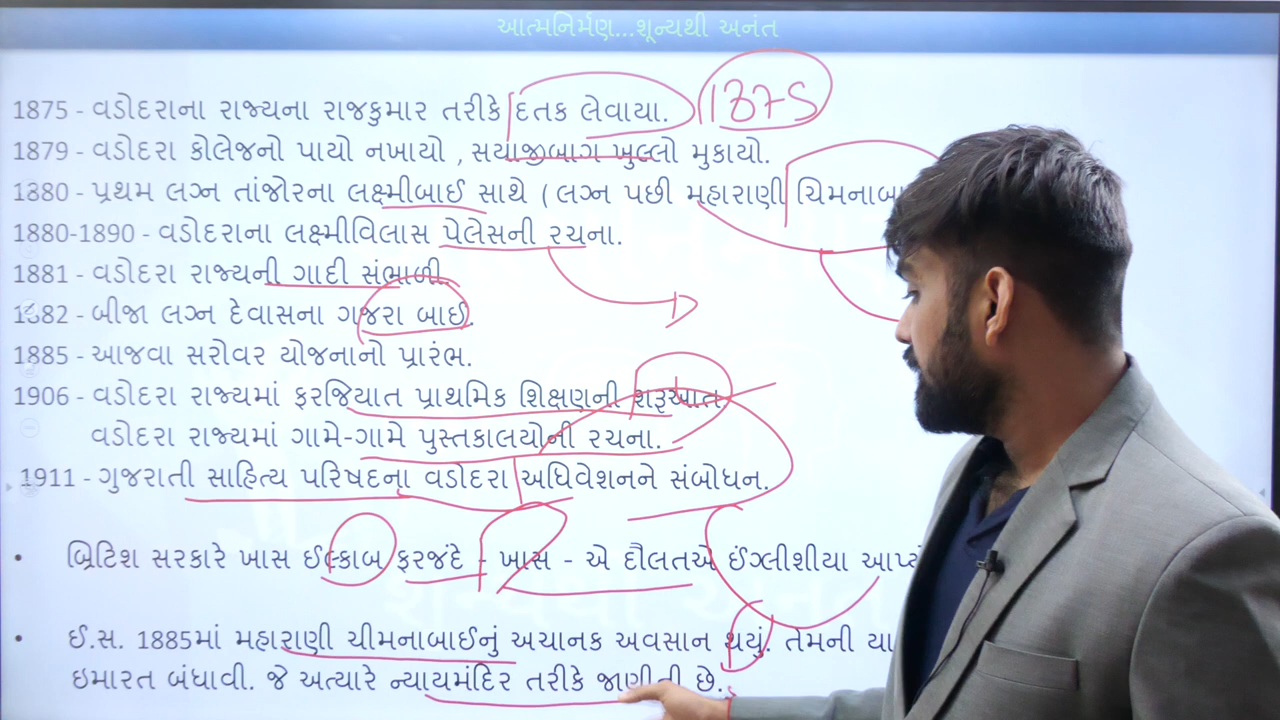 આત્મનિર્મણ...શૂન્યથી અનંત
1875 - વડોદરાના રાજ્યના રાજકુમાર તરીકે દતક લેવાયા. 1875
1879 - વડોદરા કોલેજનો પાયો નખાયો , સયાજીબાગ ખુલ્લો મુકાયો.
1880 - પ્રથમ લગ્ન તાંજોરના લક્ષ્મીબાઈ સાથે ( લગ્ન પછી મહારાણી
1880-1890 - વડોદરાના લક્ષ્મીવિલાસ પેલેસની રચના.
1881 - વડોદરા રાજ્યની ગાદી સંભાળી.
1882 - બીજા લગ્ન દેવાસના ગજરા બાઈ.
1885 - આજવા સરોવર યોજનાનો પ્રારંભ.
1906 - વડોદરા રાજ્યમાં ફરજિયાત પ્રાથમિક શિક્ષણની શરૂઆત
વડોદરા રાજ્યમાં ગામે-ગામે પુસ્તકાલયોની રચના.
1911 - ગુજરાતી સાહિત્ય પરિષદના વડોદરા અધિવેશનને સંબોધન.
• બ્રિટિશ સરકારે ખાસ ઈલ્કાબ ફરજંદે - ખાસ - એ દૌલતએ ઈંગ્લીશીયા
• ઈ.સ. 1885માં મહારાણી ચીમનાબાઈનું અચાનક અવસાન થયું. તેમની
ઇમારત બંધાવી. જે અત્યારે ન્યાયમંદિર તરીકે જાણીતી છે.